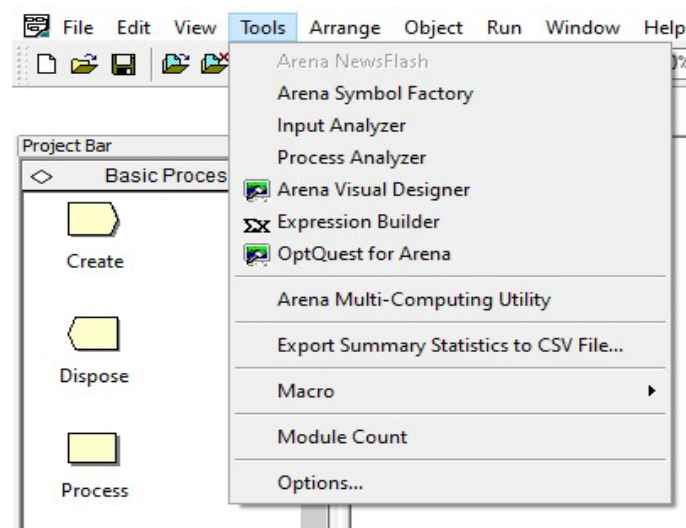 File Edit View Tools Arrange Object Run Window Help
Arena NewsFlash
Arena Symbol Factory
Input Analyzer
Process Analyzer
Arena Visual Designer
Expression Builder
OptQuest for Arena
Arena Multi-Computing Utility
Export Summary Statistics to CSV File...
Macro
Module Count
Options...
Project Bar
Basic Proces
Create
Dispose
Process